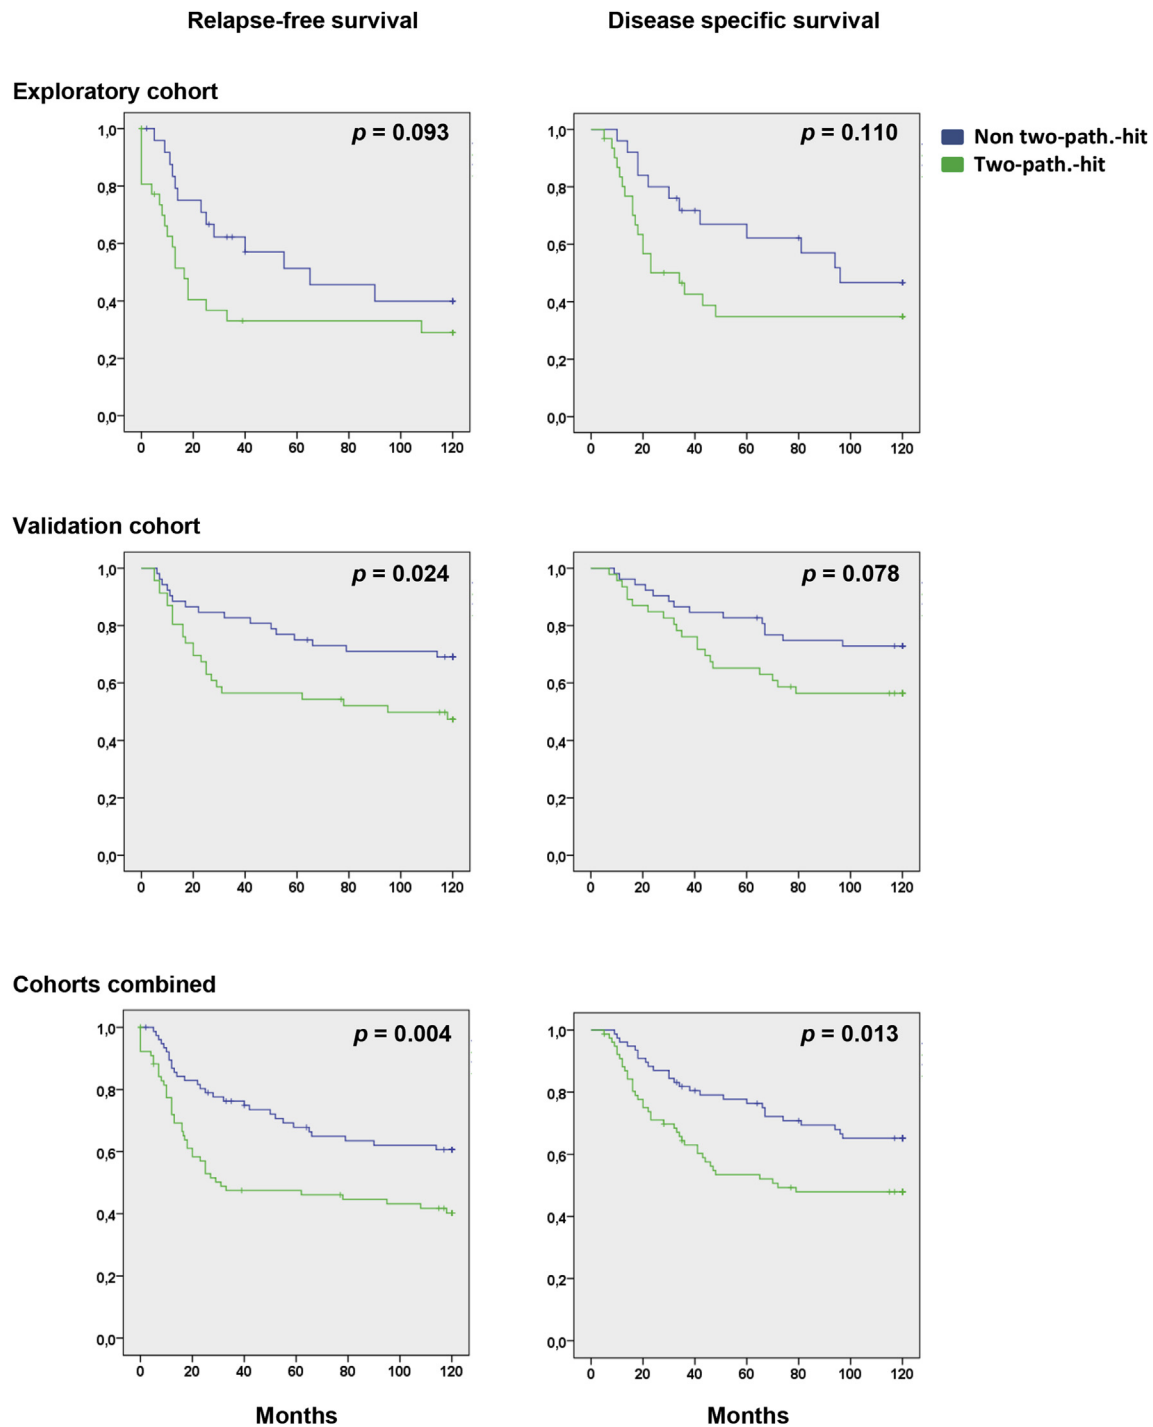 Relapse-free survival
Disease specific survival
Exploratory cohort
p = 0.093
1,0
0,8
0,6
0,4
0,2
0,0
0 20 40 60 80 100 120
p = 0.110
1,0
0,8
0,6
0,4
0,2
0,0
0 20 40 60 80 100 120
Non two-path.-hit
Two-path.-hit
Validation cohort
p = 0.024
1,0
0,8
0,6
0,4
0,2
0,0
0 20 40 60 80 100 120
p = 0.078
1,0
0,8
0,6
0,4
0,2
0,0
0 20 40 60 80 100 120
Cohorts combined
p = 0.004
1,0
0,8
0,6
0,4
0,2
0,0
0 20 40 60 80 100 120
Months
p = 0.013
1,0
0,8
0,6
0,4
0,2
0,0
0 20 40 60 80 100 120
Months